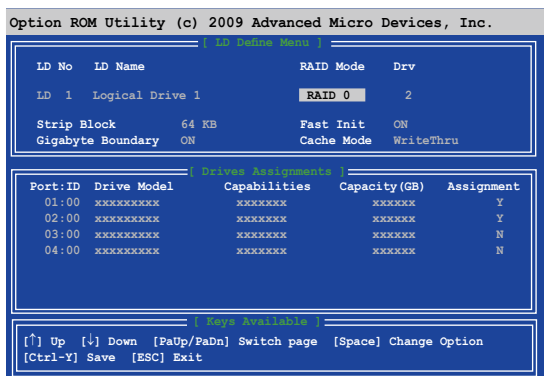 Option ROM Utility (c) 2009 Advanced Micro Devices, Inc.
[ LD Define Menu ]
LD No LD Name RAID Mode Drv
LD 1 Logical Drive 1 RAID 0 2
Strip Block 64 KB Fast Init ON
Gigabyte Boundary ON Cache Mode WriteThru
[ Drives Assignments ]
Port:ID Drive Model Capabilities Capacity(GB) Assignment
01:00 xxxxxxxxx xxxxxxx xxxxxx Y
02:00 xxxxxxxxx xxxxxxx xxxxxx Y
03:00 xxxxxxxxx xxxxxxx xxxxxx N
04:00 xxxxxxxxx xxxxxxx xxxxxx N
[ Keys Available ]
[↑] Up [↓] Down [PaUp/PaDn] Switch page [Space] Change Option
[Ctrl-Y] Save [ESC] Exit